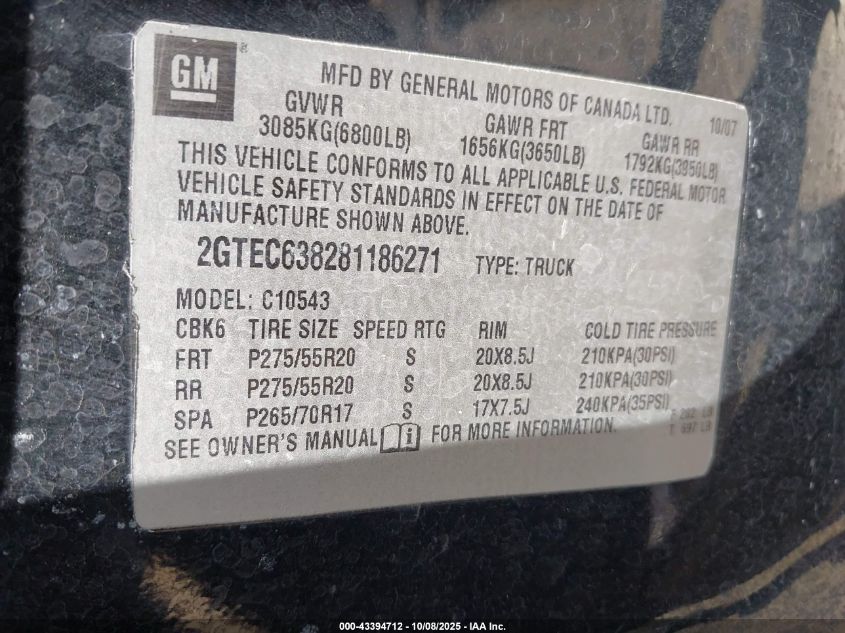 GM ®
MFD BY GENERAL MOTORS OF CANADA LTD.
10/07
GVWR GAWR FRT GAWR RR
3085KG(6800LB) 1656KG(3650LB) 1792KG(3950LB)
THIS VEHICLE CONFORMS TO ALL APPLICABLE U.S. FEDERAL MOTOR
VEHICLE SAFETY STANDARDS IN EFFECT ON THE DATE OF
MANUFACTURE SHOWN ABOVE.
2GTEC638281186271 TYPE: TRUCK
MODEL: C10543
CBK6 TIRE SIZE SPEED RTG RIM COLD TIRE PRESSURE
FRT P275/55R20 S 20X8.5J 210KPA(30PSI)
RR P275/55R20 S 20X8.5J 210KPA(30PSI)
SPA P265/70R17 S 17X7.5J 240KPA(35PSI)
SEE OWNER'S MANUAL FOR MORE INFORMATION.
LB
T 697 LB
000-43394712 - 10/08/2025 - IAA Inc.